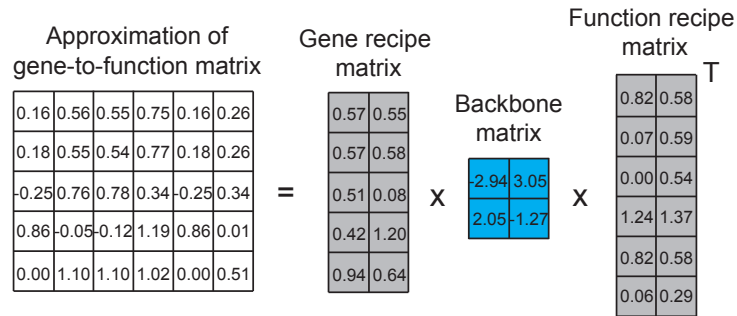 Approximation of
gene-to-function matrix
0.16 0.56 0.55 0.75 0.16 0.26
0.18 0.55 0.54 0.77 0.18 0.26
-0.25 0.76 0.78 0.34 -0.25 0.34
0.86 -0.05 -0.12 1.19 0.86 0.01
0.00 1.10 1.10 1.02 0.00 0.51
=
Gene recipe
matrix
0.57 0.55
0.57 0.58
0.51 0.08
0.42 1.20
0.94 0.64
x
Backbone
matrix
-2.94 3.05
2.05 -1.27
x
Function recipe
matrix
T
0.82 0.58
0.07 0.59
0.00 0.54
1.24 1.37
0.82 0.58
0.06 0.29